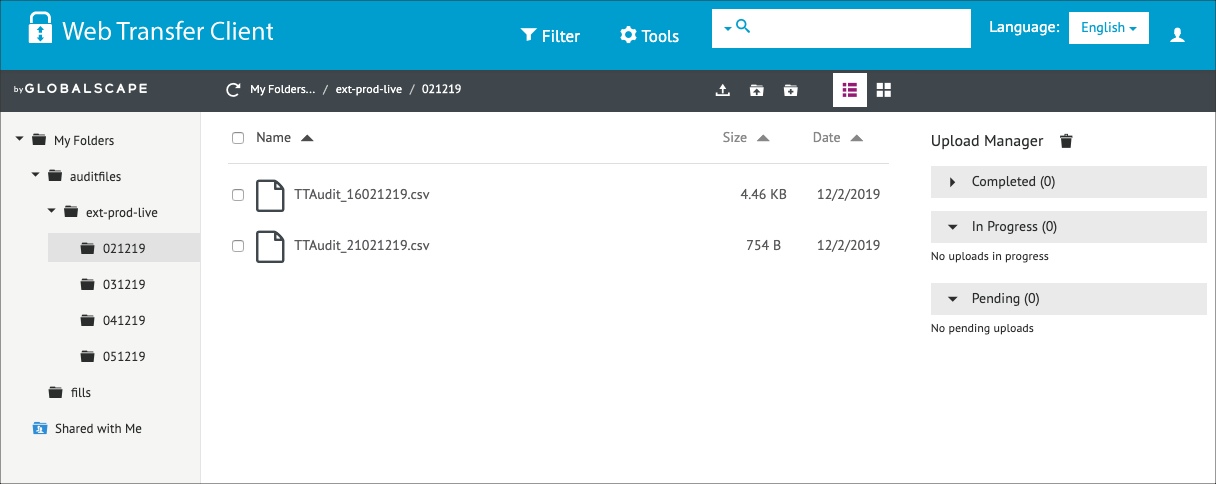 Web Transfer Client
Filter
Tools
Language:
English
by GLOBALSCAPE
My Folders... / ext-prod-live / 021219
My Folders
auditfiles
ext-prod-live
021219
031219
041219
051219
fills
Shared with Me
Name Size Date
TTAudit_16021219.csv 4.46 KB 12/2/2019
TTAudit_21021219.csv 754 B 12/2/2019
Upload Manager
Completed (0)
In Progress (0)
No uploads in progress
Pending (0)
No pending uploads